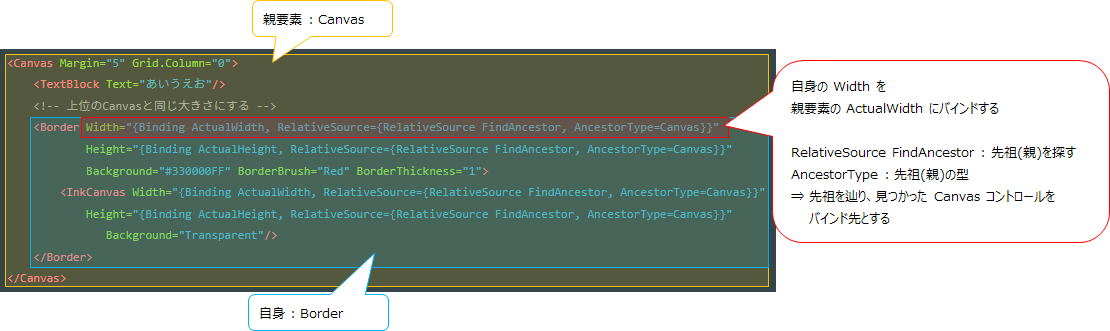 親要素 : Canvas
<Canvas Margin="5" Grid.Column="0">
<TextBlock Text="あいうえお"/>
<!-- 上位のCanvasと同じ大きさにする -->
<Border Width="{Binding ActualWidth, RelativeSource={RelativeSource FindAncestor, AncestorType=Canvas}}"
Height="{Binding ActualHeight, RelativeSource={RelativeSource FindAncestor, AncestorType=Canvas}}"
Background="#330000FF" BorderBrush="Red" BorderThickness="1">
<InkCanvas Width="{Binding ActualWidth, RelativeSource={RelativeSource FindAncestor, AncestorType=Canvas}}"
Height="{Binding ActualHeight, RelativeSource={RelativeSource FindAncestor, AncestorType=Canvas}}"
Background="Transparent"/>
</Border>
</Canvas>
自身の Width を
親要素の ActualWidth にバインドする
RelativeSource FindAncestor : 先祖(親)を探す
AncestorType : 先祖(親)の型
⇒ 先祖を辿り、見つかった Canvas コントロールを
バインド先とする
自身 : Border